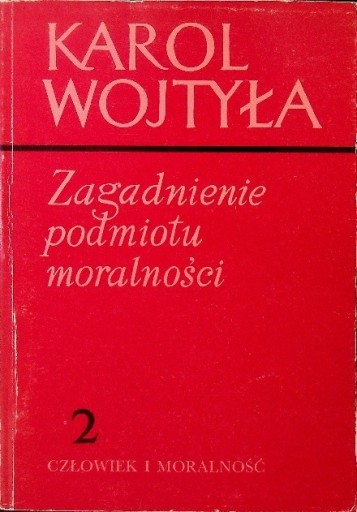 KAROL
WOJTYŁA
Zagadnienie
podmiotu
moralności
2
CZŁOWIEK I MORALNOŚĆ